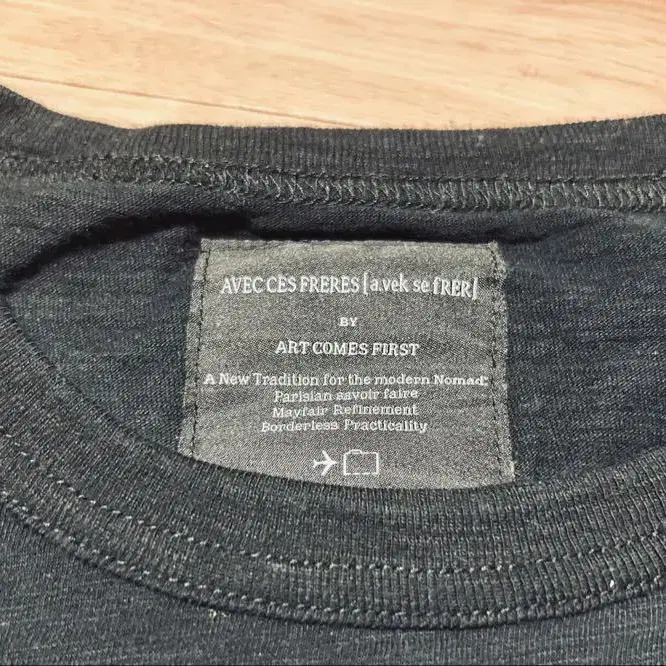 AVEC CES FRERES [a.vek se fRER]
BY
ART COMES FIRST
A New Tradition for the modern Nomad:
Parisian savoir faire
Mayfair Refinement
Borderless Practicality